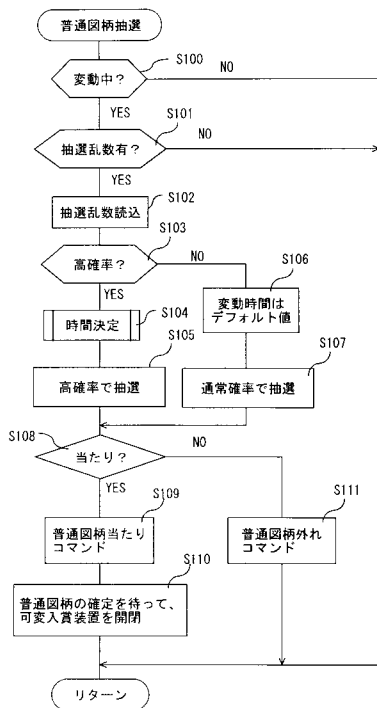 普通図柄抽選
S100
変動中？
NO
YES
S101
抽選乱数有？
NO
YES
S102
抽選乱数読込
S103
高確率？
NO
YES
S106
変動時間は
デフォルト値
S104
時間決定
S105
高確率で抽選
S107
通常確率で抽選
S108
当たり？
NO
YES
S109
普通図柄当たり
コマンド
S111
普通図柄外れ
コマンド
S110
普通図柄の確定を待って、
可変入賞装置を開閉
リターン